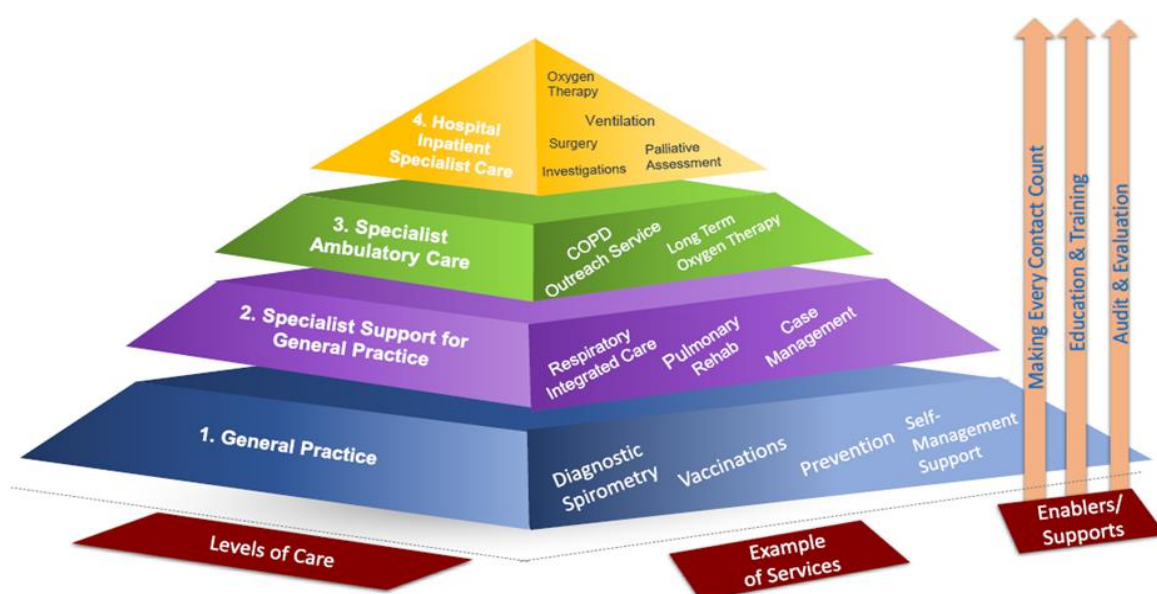 4. Hospital
Inpatient
Specialist Care
Oxygen
Therapy
Ventilation
Surgery
Palliative
Assessment
Investigations
3. Specialist
Ambulatory Care
COPD
Outreach Service
Long Term
Oxygen Therapy
2. Specialist Support for
General Practice
Respiratory
Integrated Care
Pulmonary
Rehab
Case
Management
1. General Practice
Diagnostic
Spirometry
Vaccinations
Prevention
Self-
Management
Support
Making Every Contact Count
Education & Training
Audit & Evaluation
Levels of Care
Example
of Services
Enablers/
Supports